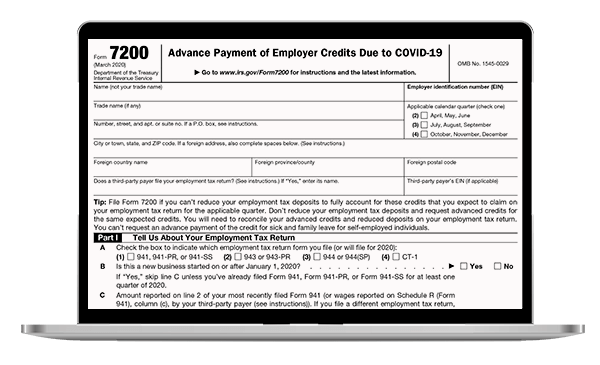 Form 7200
(March 2020)
Department of the Treasury
Internal Revenue Service
Advance Payment of Employer Credits Due to COVID-19
▶ Go to www.irs.gov/Form7200 for instructions and the latest information.
OMB No. 1545-0029
Name (not your trade name)
Employer identification number (EIN)
Trade name (if any)
Applicable calendar quarter (check one)
(2) April, May, June
(3) July, August, September
(4) October, November, December
Number, street, and apt. or suite no. If a P.O. box, see instructions.
City or town, state, and ZIP code. If a foreign address, also complete spaces below. (See instructions.)
Foreign country name
Foreign province/county
Foreign postal code
Does a third-party payer file your employment tax return? (See instructions.) If "Yes," enter its name.
Third-party payer's EIN (if applicable)
Tip: File Form 7200 if you can't reduce your employment tax deposits to fully account for these credits that you expect to claim on
your employment tax return for the applicable quarter. Don't reduce your employment tax deposits and request advanced credits for
the same expected credits. You will need to reconcile your advanced credits and reduced deposits on your employment tax return.
You can't request an advance payment of the credit for sick and family leave for self-employed individuals.
Part I Tell Us About Your Employment Tax Return
A Check the box to indicate which employment tax return form you file (or will file for 2020):
(1) 941, 941-PR, or 941-SS (2) 943 or 943-PR (3) 944 or 944(SP) (4) CT-1
B Is this a new business started on or after January 1, 2020? . . . . . . . . . . . . . ▶ Yes No
If "Yes," skip line C unless you've already filed Form 941, Form 941-PR, or Form 941-SS for at least one
quarter of 2020.
C Amount reported on line 2 of your most recently filed Form 941 (or wages reported on Schedule R (Form
941), column (c), by your third-party payer (see instructions)). If you file a different employment tax return,